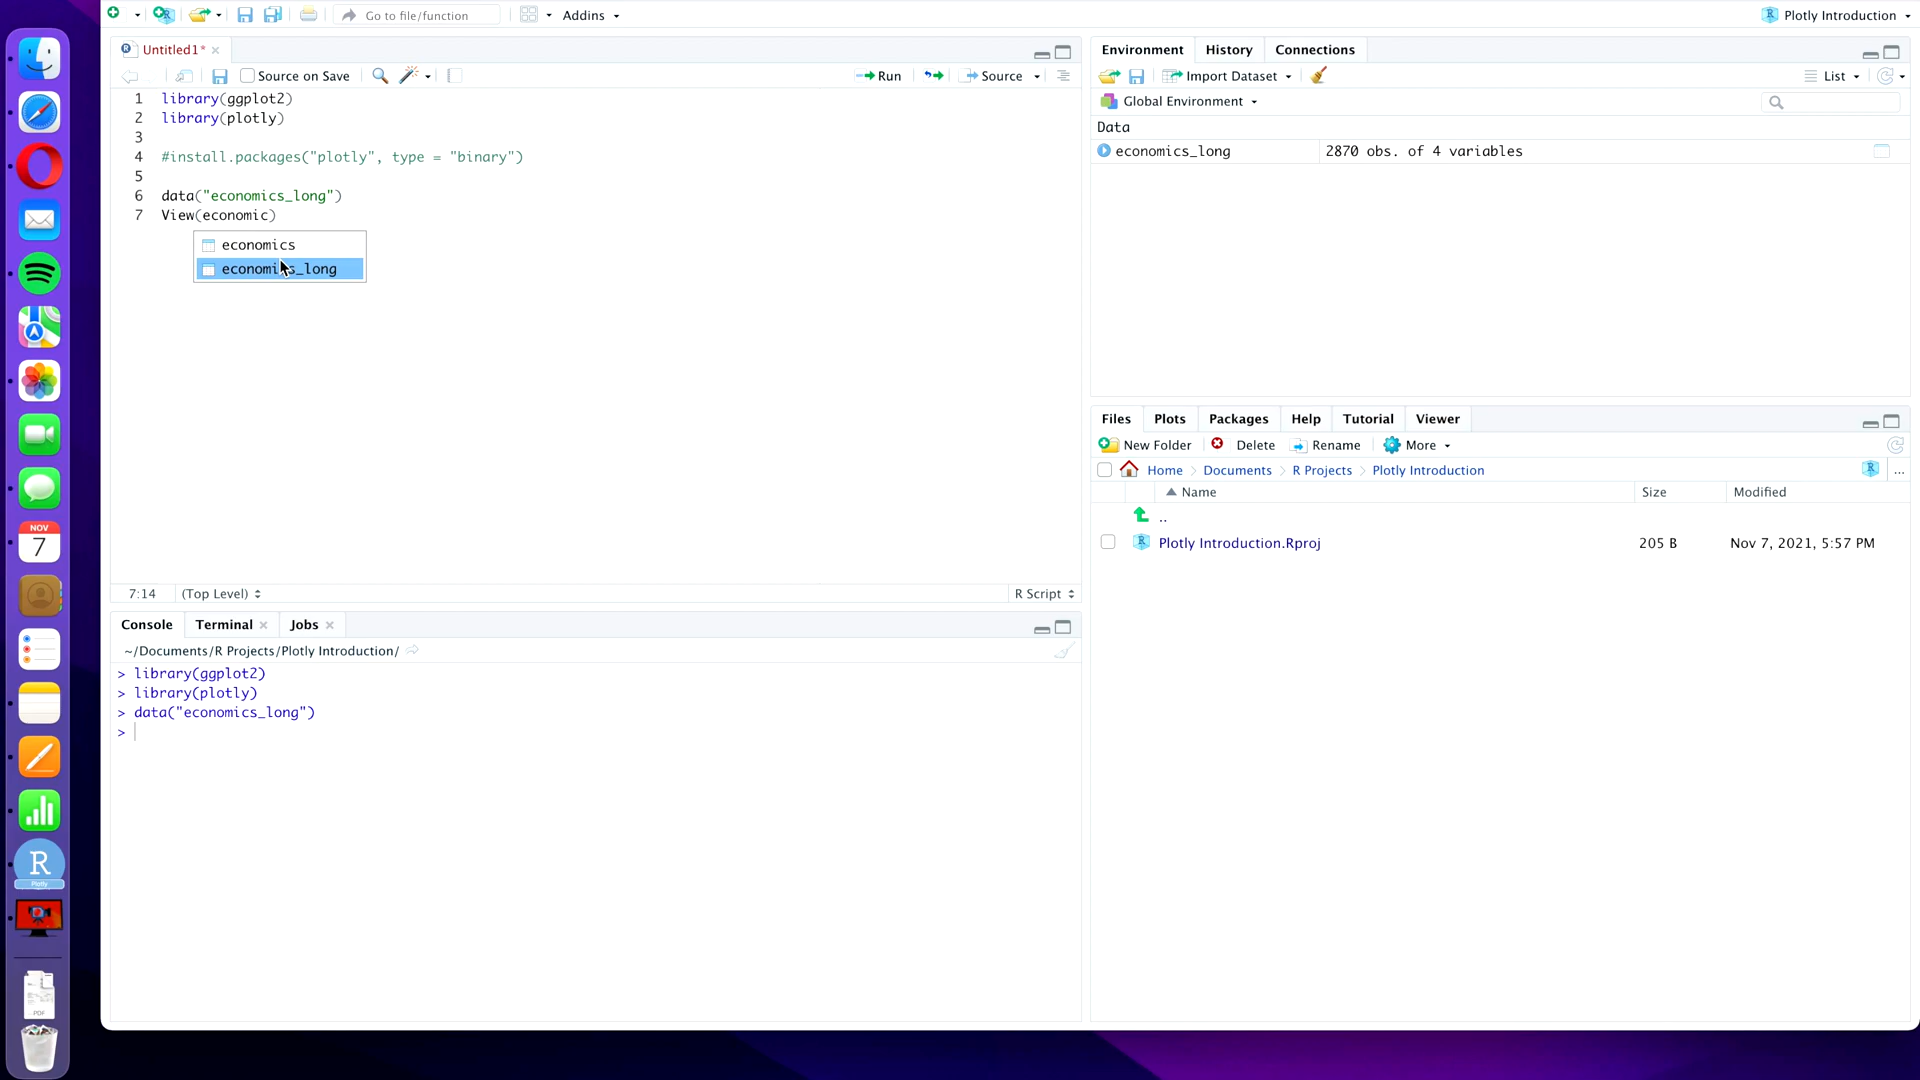 Go to file/function
Addins
Plotly Introduction
Untitled1*
Source on Save
Run
Source
1 library(ggplot2)
2 library(plotly)
3
4 #install.packages("plotly", type = "binary")
5
6 data("economics_long")
7 View(economic)
economics
economics_long
7:14
(Top Level)
R Script
Console
Terminal
Jobs
~/Documents/R Projects/Plotly Introduction/
> library(ggplot2)
> library(plotly)
> data("economics_long")
>
Environment
History
Connections
Import Dataset
List
Global Environment
Data
economics_long 2870 obs. of 4 variables
Files
Plots
Packages
Help
Tutorial
Viewer
New Folder
Delete
Rename
More
Home
Documents
R Projects
Plotly Introduction
...
Name
Size
Modified
..
Plotly Introduction.Rproj 205 B Nov 7, 2021, 5:57 PM
NOV
7
R
Plotly
PDF